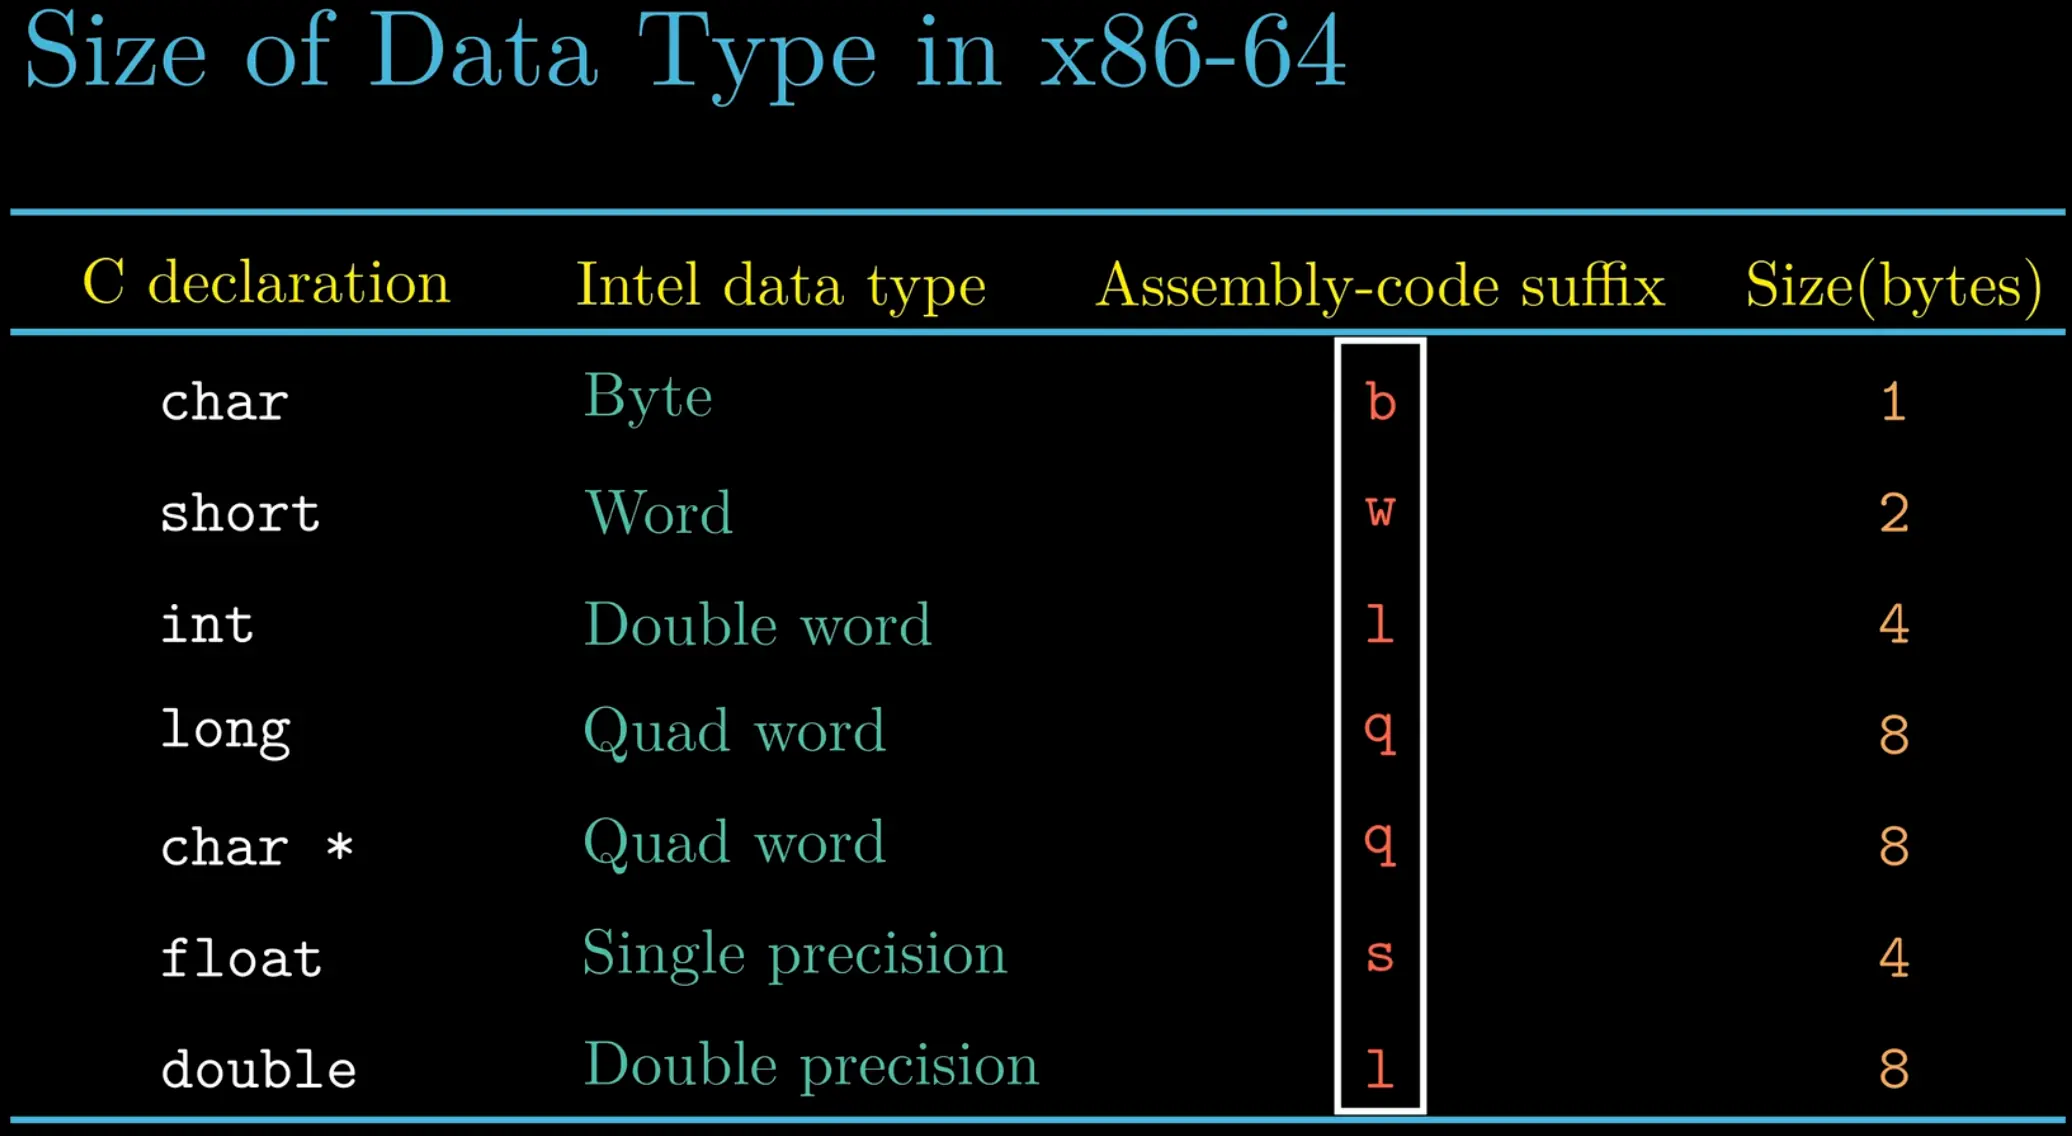 Size of Data Type in x86-64
C declaration Intel data type Assembly-code suffix Size(bytes)
char Byte b 1
short Word w 2
int Double word l 4
long Quad word q 8
char * Quad word q 8
float Single precision s 4
double Double precision l 8